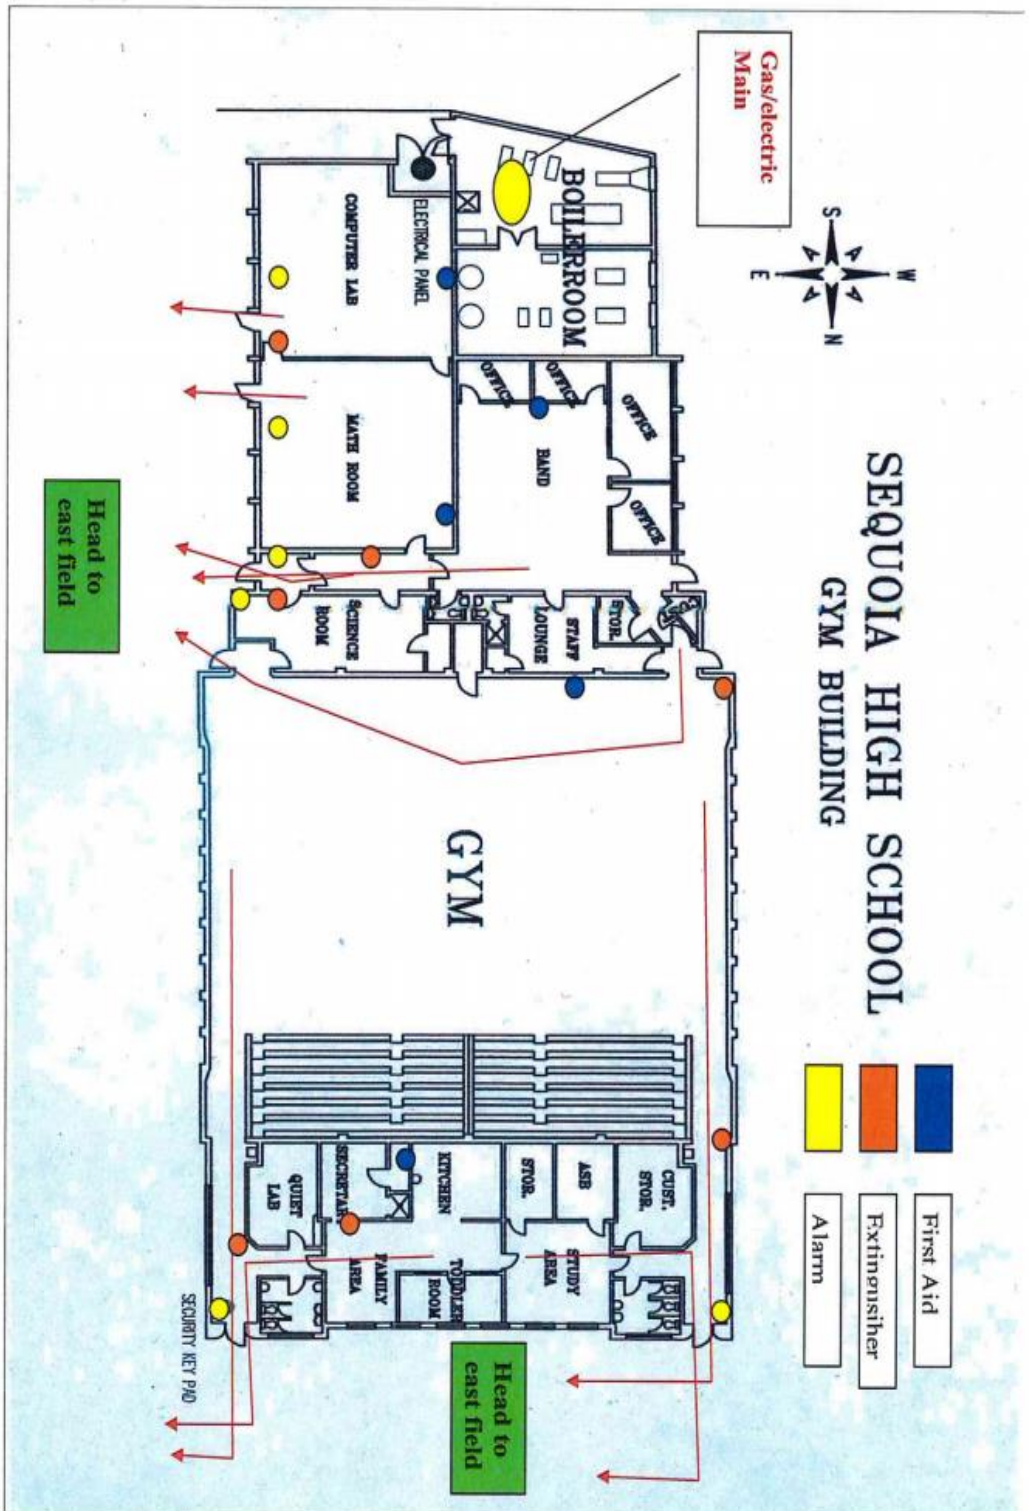 SEQUOIA HIGH SCHOOL
GYM BUILDING
First Aid
Extingusiher
Alarm
Gas/electric
Main
S
W
E
N
BOILERROOM
ELECTRICAL PANEL
COMPUTER LAB
MATH ROOM
OFFICE
OFFICE
OFFICE
OFFICE
BAND
STOR.
STAFF
LOUNGE
SCIENCE
ROOM
GYM
CUST.
STOR.
ASB
STOR.
KITCHEN
SECRETAR
QUIET
LAB
STUDY
AREA
TODDLER
ROOM
FAMILY
AREA
SECURITY KEY PAD
Head to
east field
Head to
east field